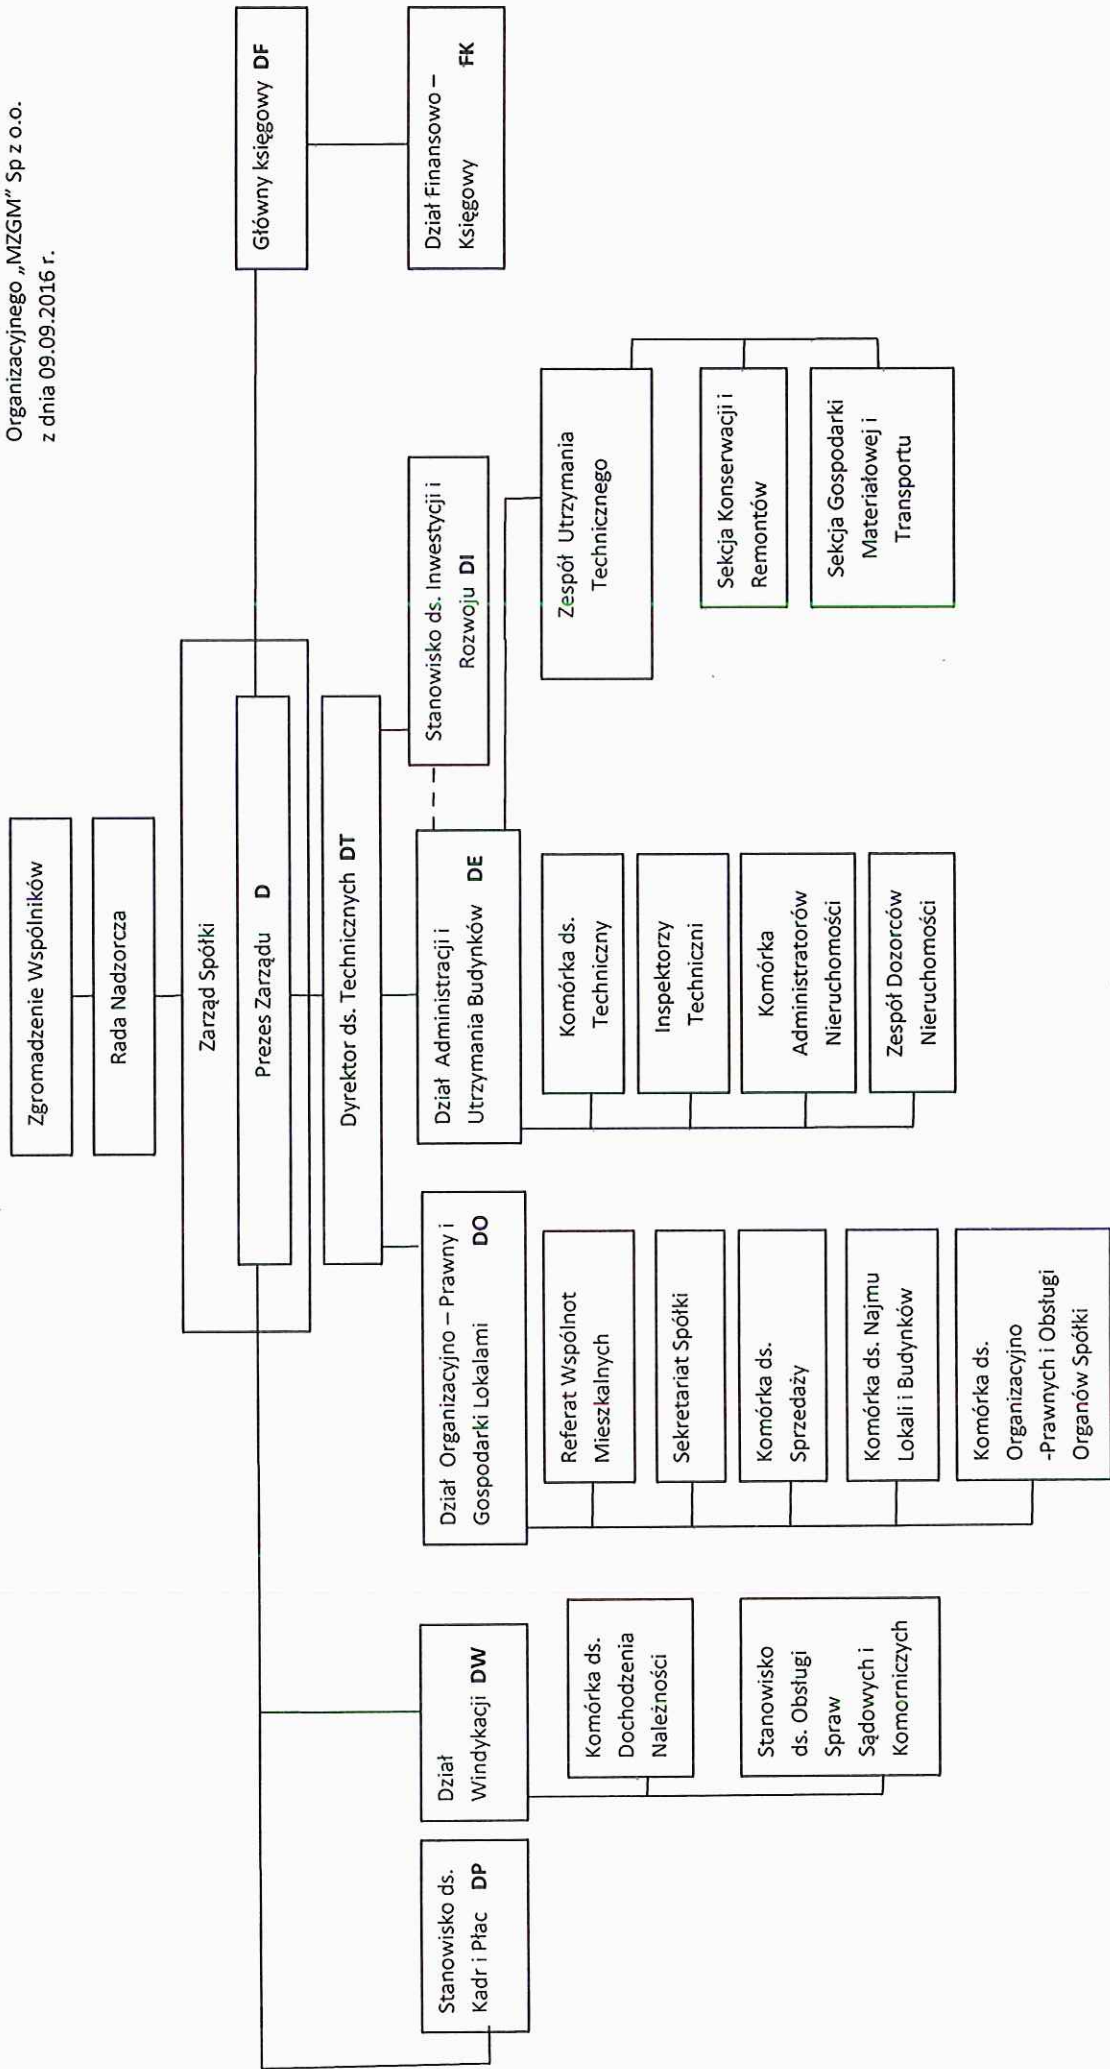 Organizacyjnego „MZGM” Sp z o.o.
z dnia 09.09.2016 r.
Zgromadzenie Wspólników
Rada Nadzorcza
Zarząd Spółki
Prezes Zarządu D
Główny księgowy DF
Dyrektor ds. Technicznych DT
Stanowisko ds.
Kadr i Płac DP
Dział
Windykacji DW
Dział Organizacyjno – Prawny i
Gospodarki Lokalami DO
Dział Administracji i
Utrzymania Budynków DE
Stanowisko ds. Inwestycji i
Rozwoju DI
Dział Finansowo –
Księgowy FK
Komórka ds.
Dochodzenia
Należności
Stanowisko
ds. Obsługi
Spraw
Sądowych i
Komorniczych
Referat Wspólnot
Mieszkalnych
Sekretariat Spółki
Komórka ds.
Sprzedaży
Komórka ds. Najmu
Lokali i Budynków
Komórka ds.
Organizacyjno
-Prawnych i Obsługi
Organów Spółki
Komórka ds.
Techniczny
Inspektorzy
Techniczni
Komórka
Administratorów
Nieruchomości
Zespół Dozorców
Nieruchomości
Zespół Utrzymania
Technicznego
Sekcja Konserwacji i
Remontów
Sekcja Gospodarki
Materiałowej i
Transportu